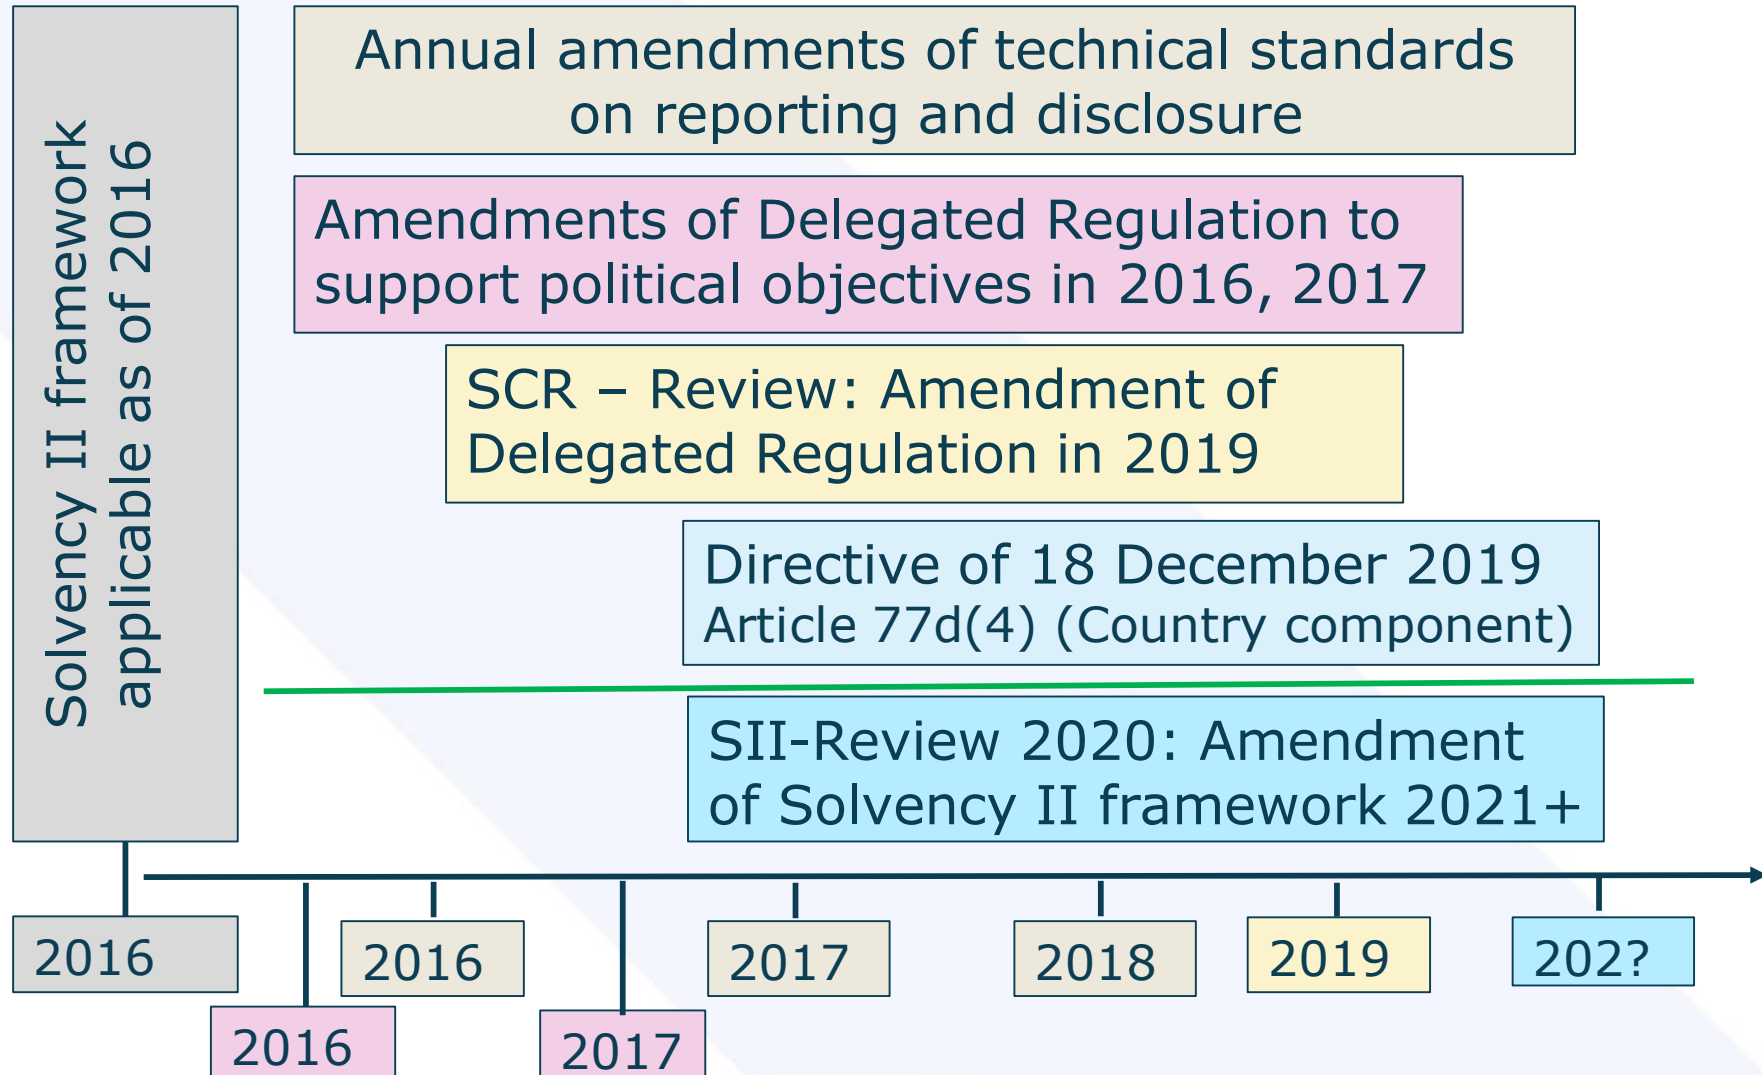 Solvency II framework
applicable as of 2016
Annual amendments of technical standards
on reporting and disclosure
Amendments of Delegated Regulation to
support political objectives in 2016, 2017
SCR – Review: Amendment of
Delegated Regulation in 2019
Directive of 18 December 2019
Article 77d(4) (Country component)
SII-Review 2020: Amendment
of Solvency II framework 2021+
2016
2016
2017
2018
2019
202?
2016
2017